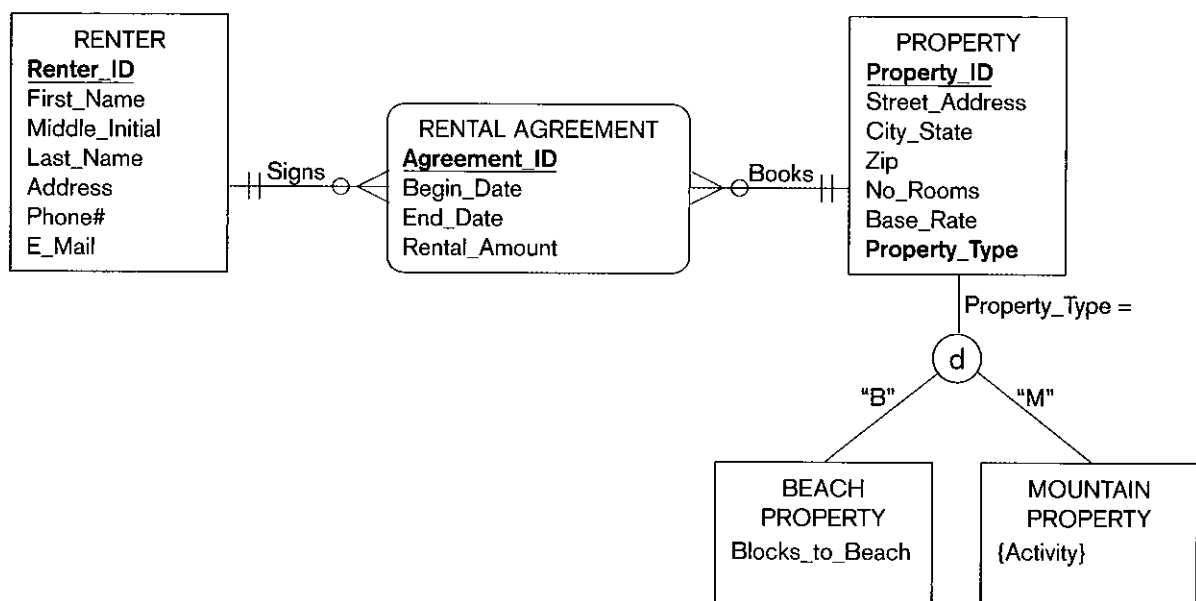 RENTER
Renter_ID
First_Name
Middle_Initial
Last_Name
Address
Phone#
E_Mail
Signs
RENTAL AGREEMENT
Agreement_ID
Begin_Date
End_Date
Rental_Amount
Books
PROPERTY
Property_ID
Street_Address
City_State
Zip
No_Rooms
Base_Rate
Property_Type
Property_Type =
d
“B”
“M”
BEACH
PROPERTY
Blocks_to_Beach
MOUNTAIN
PROPERTY
{Activity}